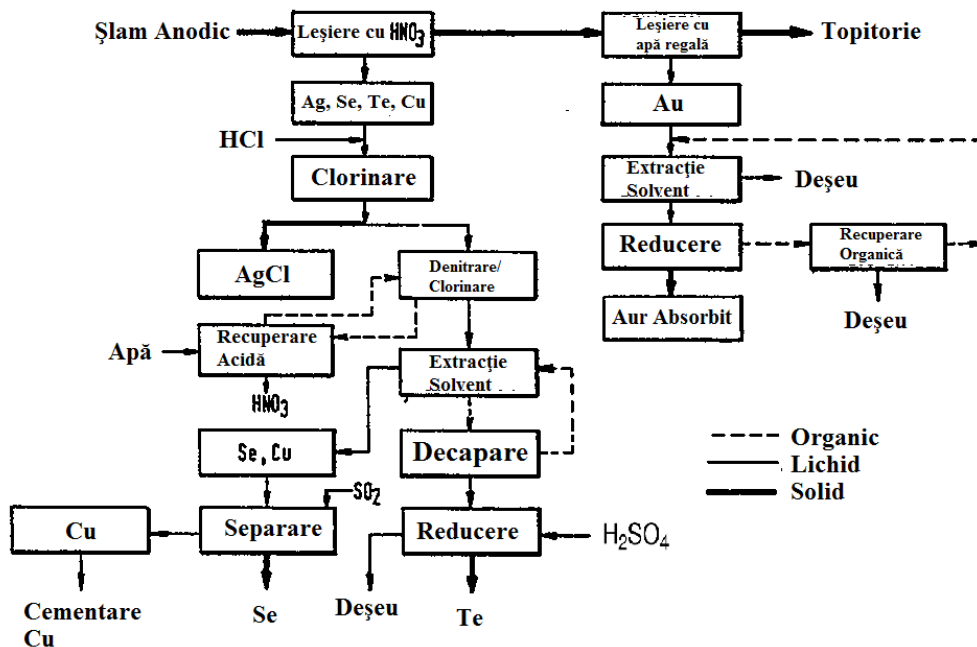 Şlam Anodic
Leşiere cu HNO3
Leşiere cu
apă regală
Topitorie
Ag, Se, Te, Cu
Au
HCl
Clorinare
Extracţie
Solvent
Deşeu
AgCl
Denitrare/
Clorinare
Reducere
Recuperare
Organică
Apă
Recuperare
Acidă
Aur Absorbit
Deşeu
HNO3
Extracţie
Solvent
Se, Cu
Decapare
Organic
Lichid
Solid
SO2
Cu
Separare
Reducere
H2SO4
Cementare
Cu
Se
Deşeu
Te